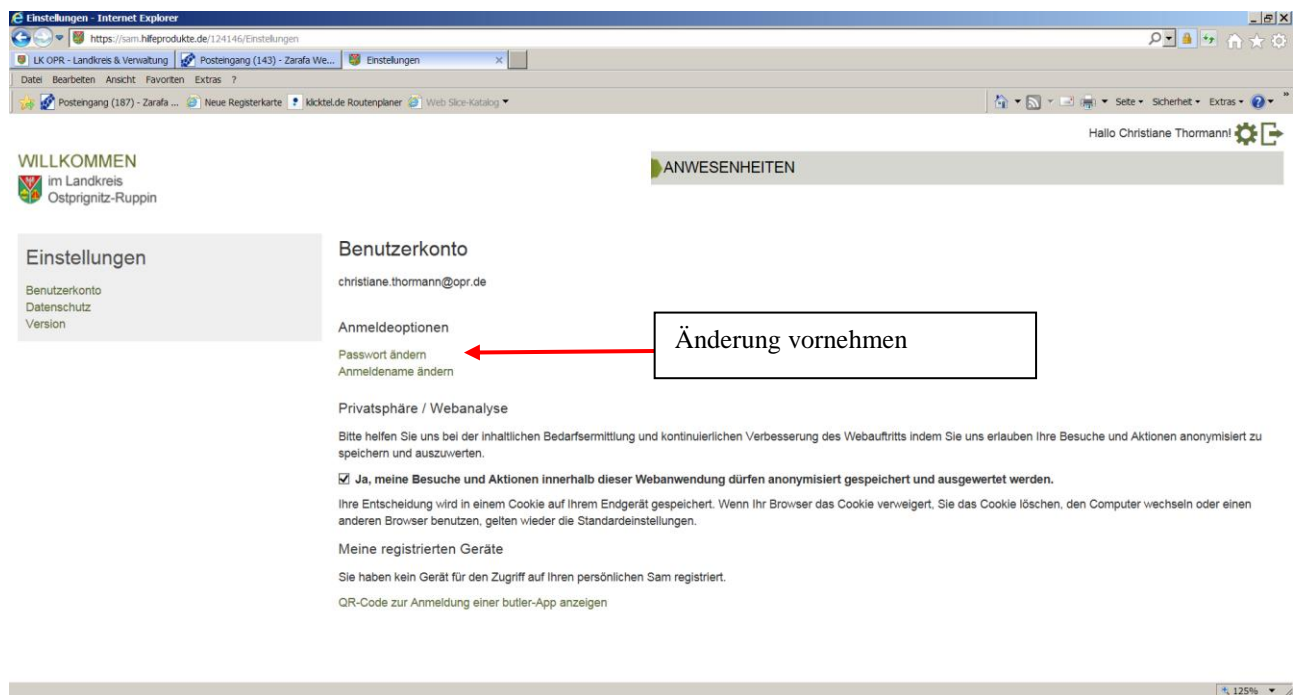 Einstellungen - Internet Explorer
https://sam.hilfeprodukte.de/124146/Einstellungen
LK OPR - Landkreis & Verwaltung
Posteingang (143) - Zarafa We...
Einstellungen
Datei Bearbeiten Ansicht Favoriten Extras ?
Posteingang (187) - Zarafa ...
Neue Registerkarte
klicktel.de Routenplaner
Web Slice-Katalog
Seite
Sicherheit
Extras
Hallo Christiane Thormann!
WILLKOMMEN
im Landkreis
Ostprignitz-Ruppin
ANWESENHEITEN
Einstellungen
Benutzerkonto
Datenschutz
Version
Benutzerkonto
christiane.thormann@opr.de
Anmeldeoptionen
Passwort ändern
Anmeldename ändern
Änderung vornehmen
Privatsphäre / Webanalyse
Bitte helfen Sie uns bei der inhaltlichen Bedarfsermittlung und kontinuierlichen Verbesserung des Webauftritts indem Sie uns erlauben Ihre Besuche und Aktionen anonymisiert zu
speichern und auszuwerten.
Ja, meine Besuche und Aktionen innerhalb dieser Webanwendung dürfen anonymisiert gespeichert und ausgewertet werden.
Ihre Entscheidung wird in einem Cookie auf Ihrem Endgerät gespeichert. Wenn Ihr Browser das Cookie verweigert, Sie das Cookie löschen, den Computer wechseln oder einen
anderen Browser benutzen, gelten wieder die Standardeinstellungen.
Meine registrierten Geräte
Sie haben kein Gerät für den Zugriff auf Ihren persönlichen Sam registriert.
QR-Code zur Anmeldung einer butler-App anzeigen
125%